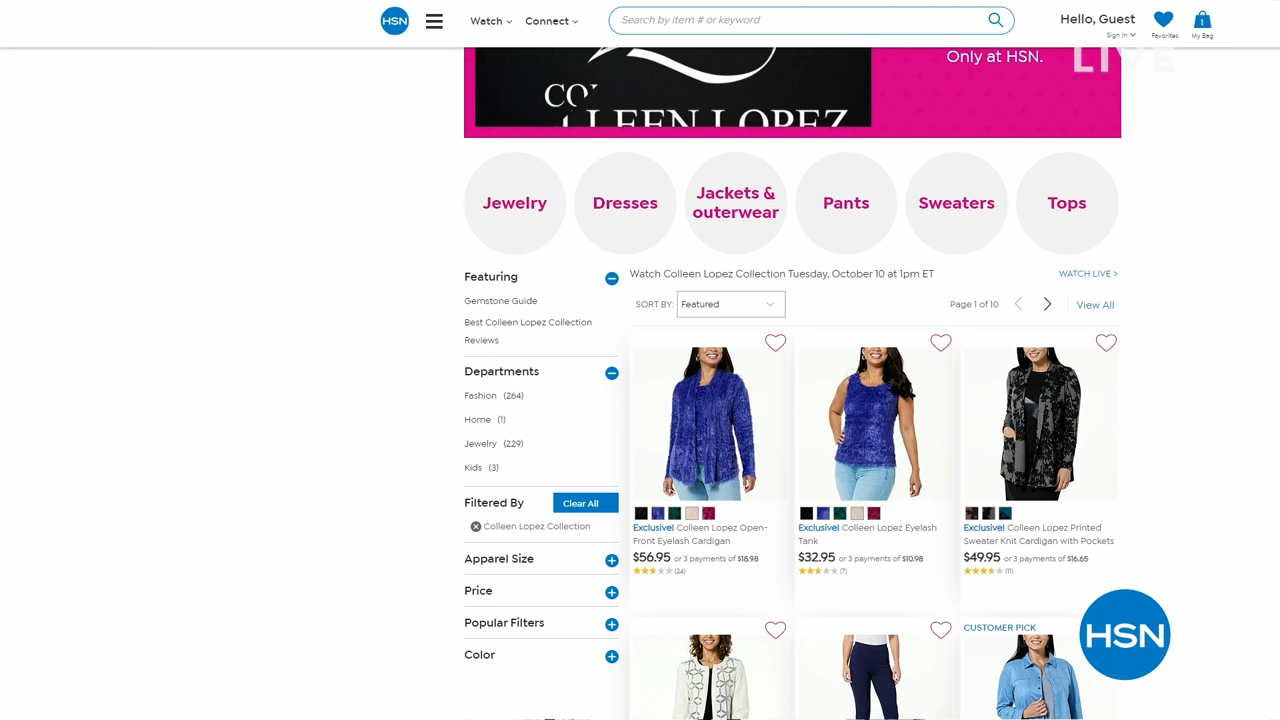 HSN
Watch
Connect
Search by item # or keyword
Hello, Guest
Sign In
Favorites
1
My Bag
LIVE
Only at HSN.
COLLEEN LOPEZ
Jewelry
Dresses
Jackets &
outerwear
Pants
Sweaters
Tops
Featuring
Gemstone Guide
Best Colleen Lopez Collection
Reviews
Departments
Fashion (264)
Home (1)
Jewelry (229)
Kids (3)
Filtered By
Clear All
Colleen Lopez Collection
Apparel Size
Price
Popular Filters
Color
Watch Colleen Lopez Collection Tuesday, October 10 at 1pm ET
WATCH LIVE >
SORT BY: Featured
Page 1 of 10
View All
Exclusive! Colleen Lopez Open-
Front Eyelash Cardigan
$56.95 or 3 payments of $18.98
(24)
Exclusive! Colleen Lopez Eyelash
Tank
$32.95 or 3 payments of $10.98
(7)
Exclusive! Colleen Lopez Printed
Sweater Knit Cardigan with Pockets
$49.95 or 3 payments of $16.65
(11)
CUSTOMER PICK
HSN